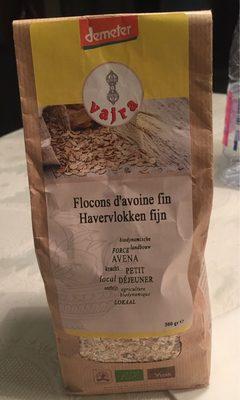 demeter
vajra
Flocons d'avoine fin
Havervlokken fijn
biodynamische
FORCE landbouw
AVENA
kracht PETIT
local DÉJEUNER
ontbijt agriculture
biodynamique
LOKAAL
500 gr e